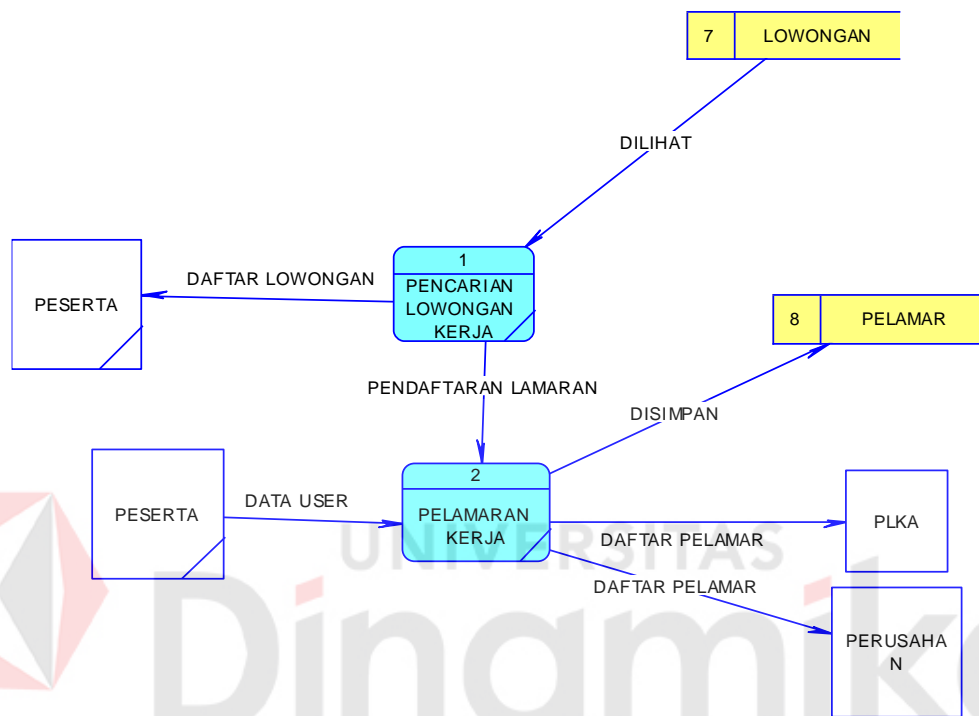 7 LOWONGAN
DILIHAT
1
PENCARIAN
LOWONGAN
KERJA
DAFTAR LOWONGAN
PESERTA
8 PELAMAR
PENDAFTARAN LAMARAN
DISIMPAN
2
PELAMARAN
KERJA
PESERTA
DATA USER
PLKA
DAFTAR PELAMAR
DAFTAR PELAMAR
PERUSAHA
N
UNIVERSITAS
Dinamika